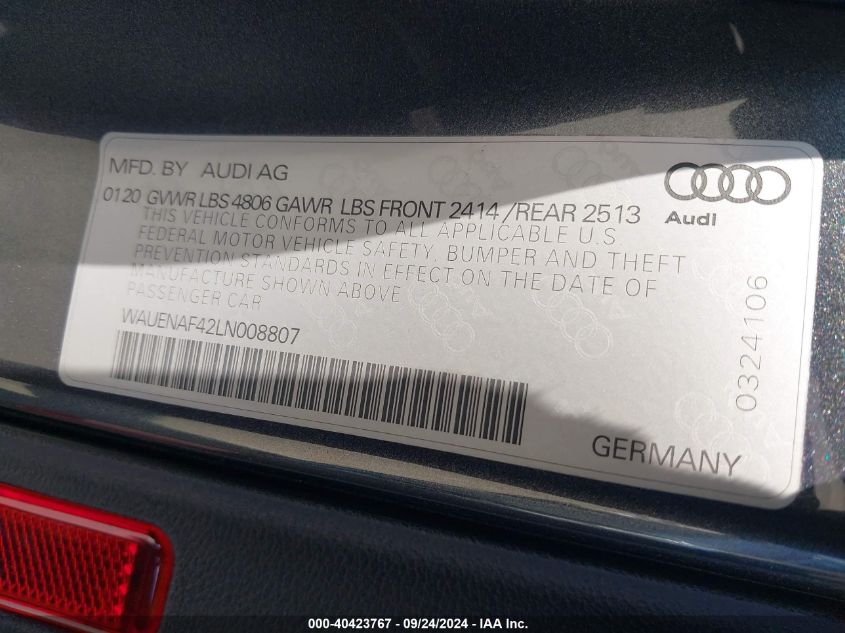 MFD. BY AUDI AG
0120 GVWR LBS 4806 GAWR LBS FRONT 2414 /REAR 2513
THIS VEHICLE CONFORMS TO ALL APPLICABLE U.S.
FEDERAL MOTOR VEHICLE SAFETY, BUMPER AND THEFT
PREVENTION STANDARDS IN EFFECT ON THE DATE OF
MANUFACTURE SHOWN ABOVE
PASSENGER CAR
WAUENAF42LN008807
Audi
0324106
GERMANY
000-40423767 - 09/24/2024 - IAA Inc.